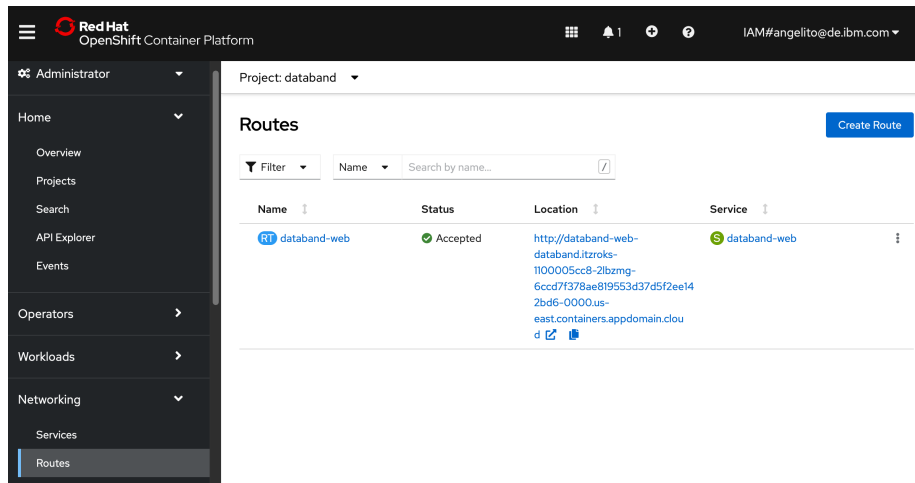 Red Hat
OpenShift Container Platform
1
IAM#angelito@de.ibm.com
Administrator
Home
Overview
Projects
Search
API Explorer
Events
Operators
Workloads
Networking
Services
Routes
Project: databand
Routes
Create Route
Filter
Name
Search by name...
/
Name
Status
Location
Service
RT databand-web
Accepted
http://databand-web-
databand.itzroks-
1100005cc8-2lbzmg-
6ccd7f378ae819553d37d5f2ee14
2bd6-0000.us-
east.containers.appdomain.clou
d
S databand-web